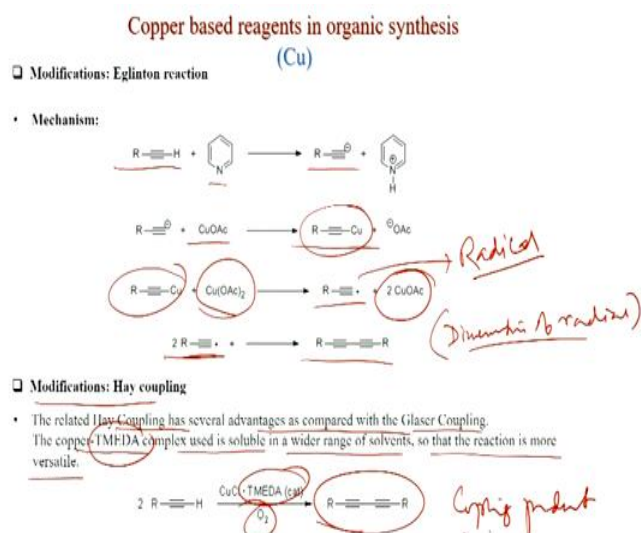 Copper based reagents in organic synthesis
(Cu)
❑ Modifications: Eglinton reaction
• Mechanism:
R≡H + N → R≡⊖ + N⊕ H
R≡⊖ + CuOAc → R≡Cu + ⊖OAc
Radical
R≡Cu + Cu(OAc)₂ → R≡• + 2 CuOAc
(Dimerization of radical)
2 R≡• + → R≡≡R
❑ Modifications: Hay coupling
• The related Hay Coupling has several advantages as compared with the Glaser Coupling.
The copper-TMEDA complex used is soluble in a wider range of solvents, so that the reaction is more
versatile.
CuCl·TMEDA (cat)
2 R≡H → R≡≡R Coupling product
O₂